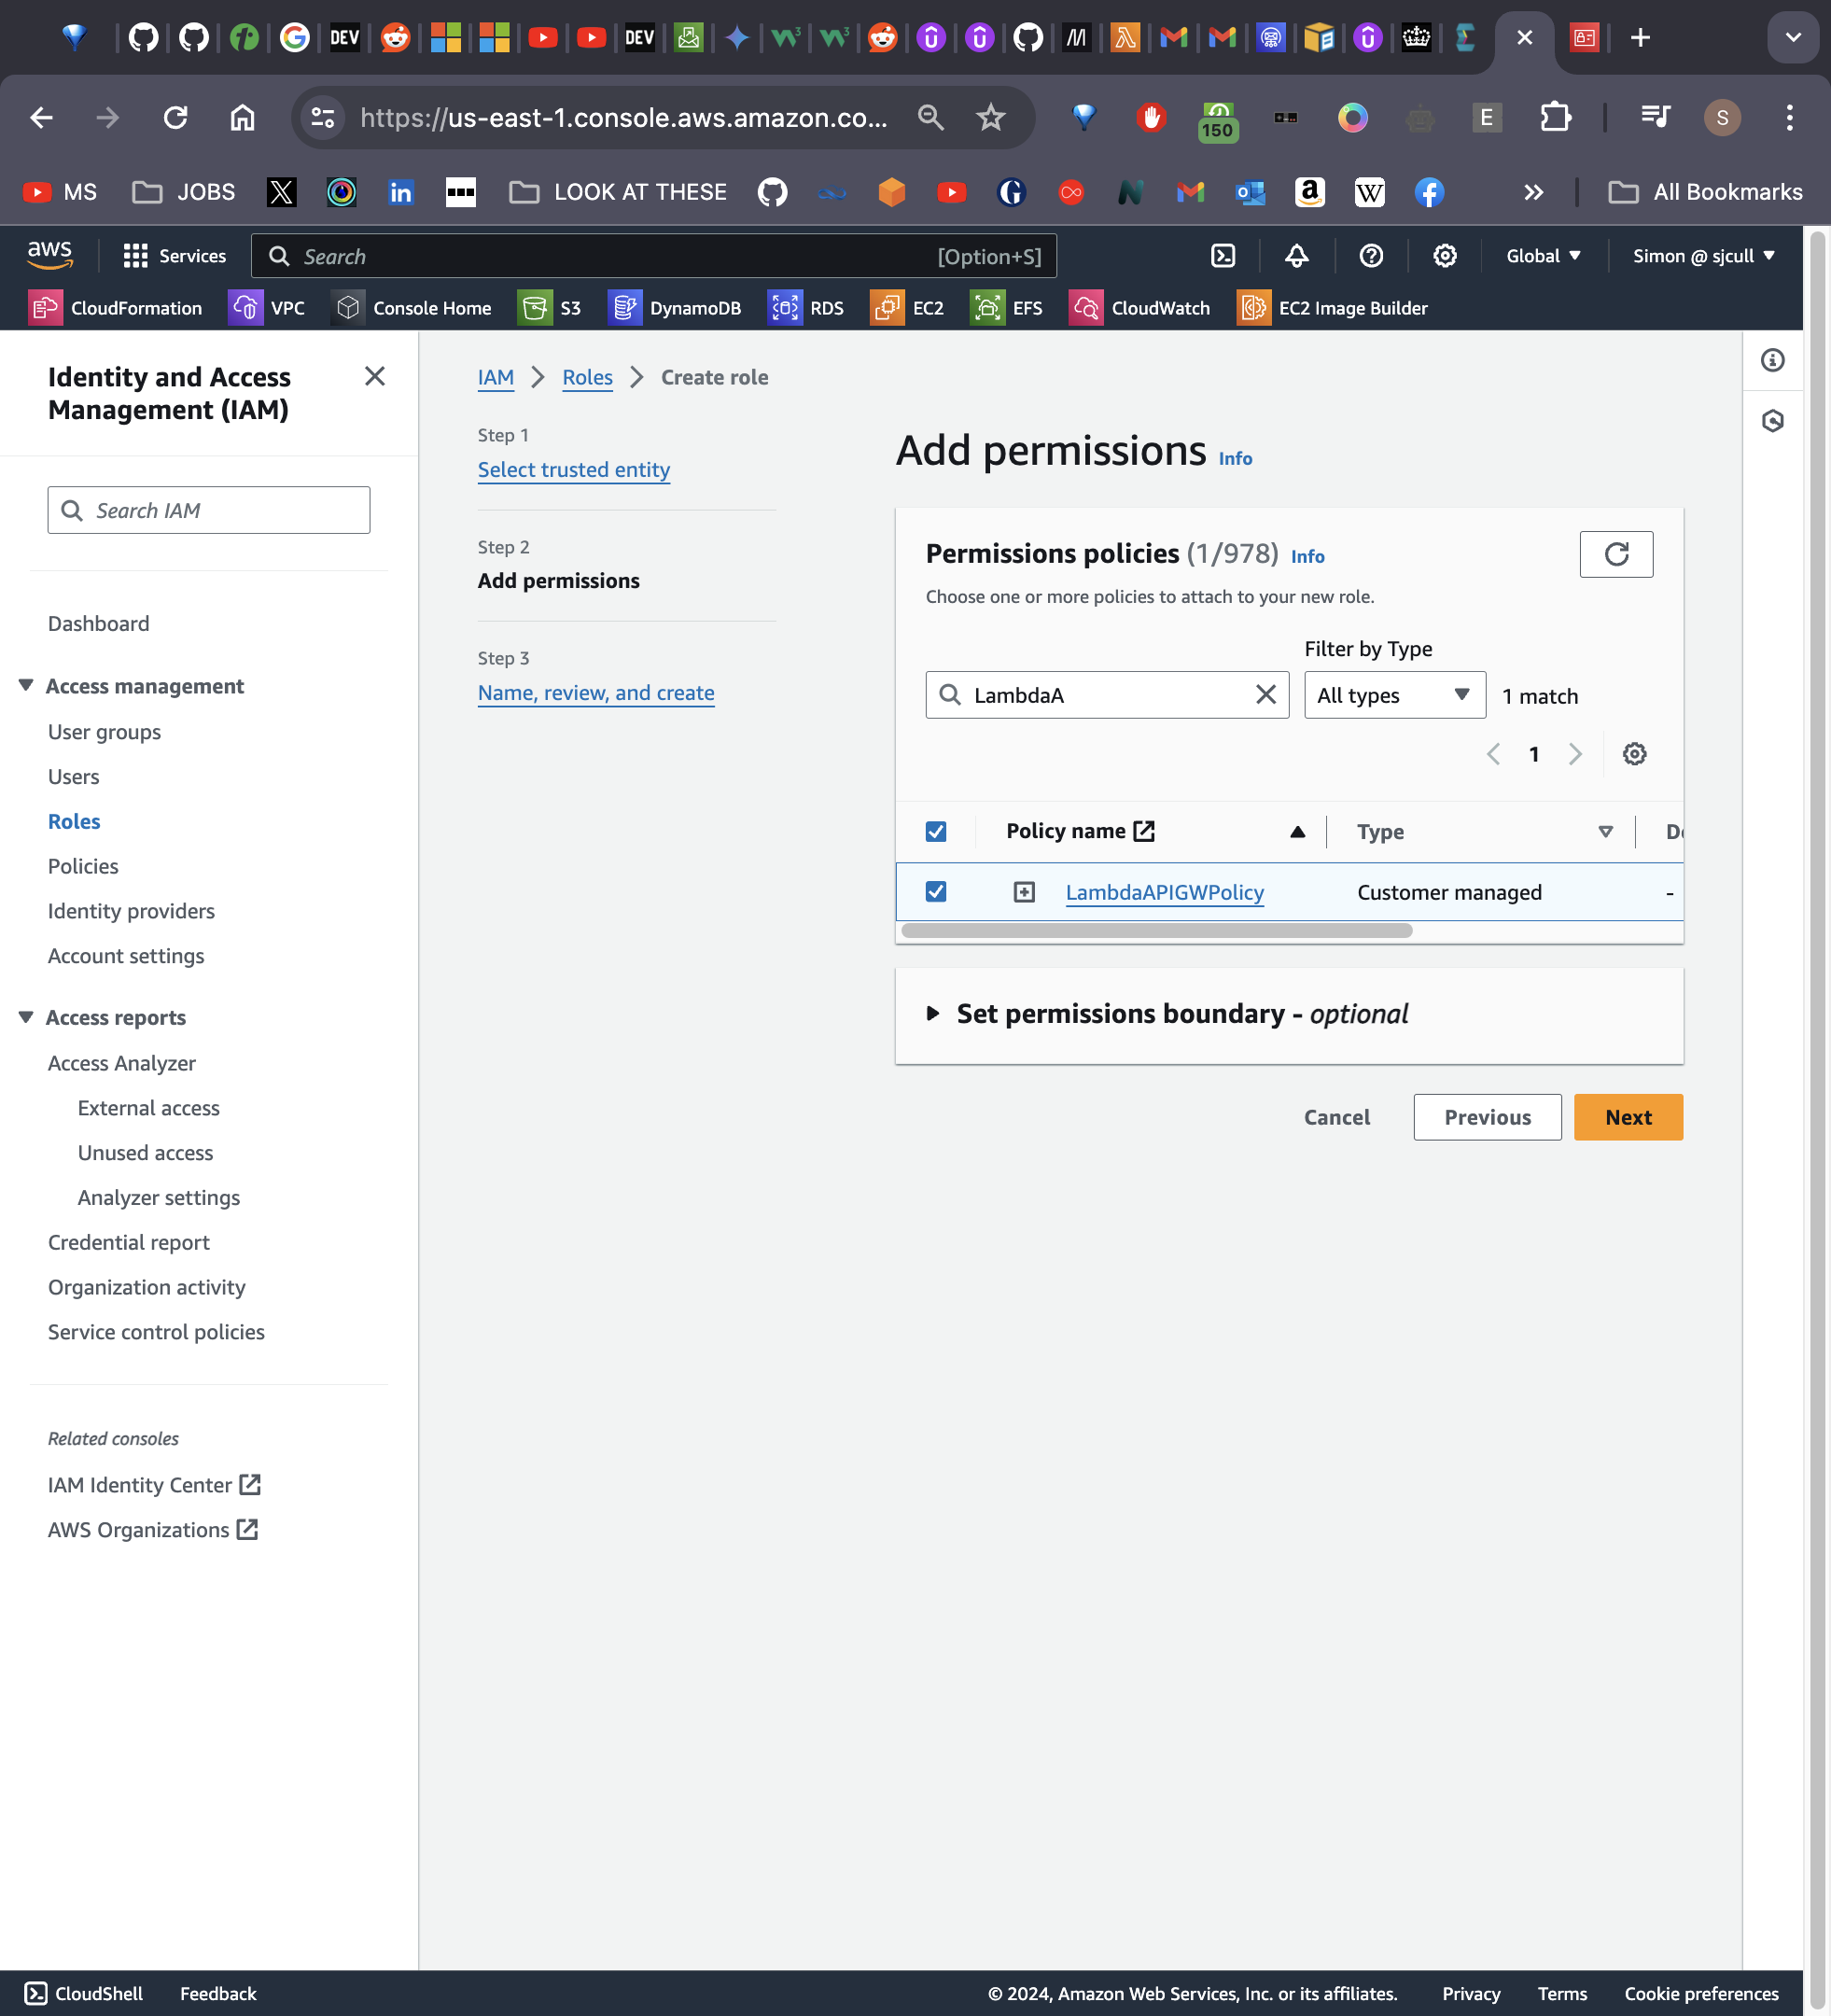 DEV
DEV
https://us-east-1.console.aws.amazon.co...
150
E
S
MS
JOBS
LOOK AT THESE
All Bookmarks
aws
Services
Search
[Option+S]
Global
Simon @ sjcull
CloudFormation
VPC
Console Home
S3
DynamoDB
RDS
EC2
EFS
CloudWatch
EC2 Image Builder
Identity and Access
Management (IAM)
Search IAM
Dashboard
Access management
User groups
Users
Roles
Policies
Identity providers
Account settings
Access reports
Access Analyzer
External access
Unused access
Analyzer settings
Credential report
Organization activity
Service control policies
Related consoles
IAM Identity Center
AWS Organizations
IAM > Roles > Create role
Step 1
Select trusted entity
Step 2
Add permissions
Step 3
Name, review, and create
Add permissions Info
Permissions policies (1/978) Info
Choose one or more policies to attach to your new role.
Filter by Type
LambdaA
All types
1 match
1
Policy name
Type
LambdaAPIGWPolicy
Customer managed
-
Set permissions boundary - optional
Cancel
Previous
Next
CloudShell
Feedback
© 2024, Amazon Web Services, Inc. or its affiliates.
Privacy
Terms
Cookie preferences